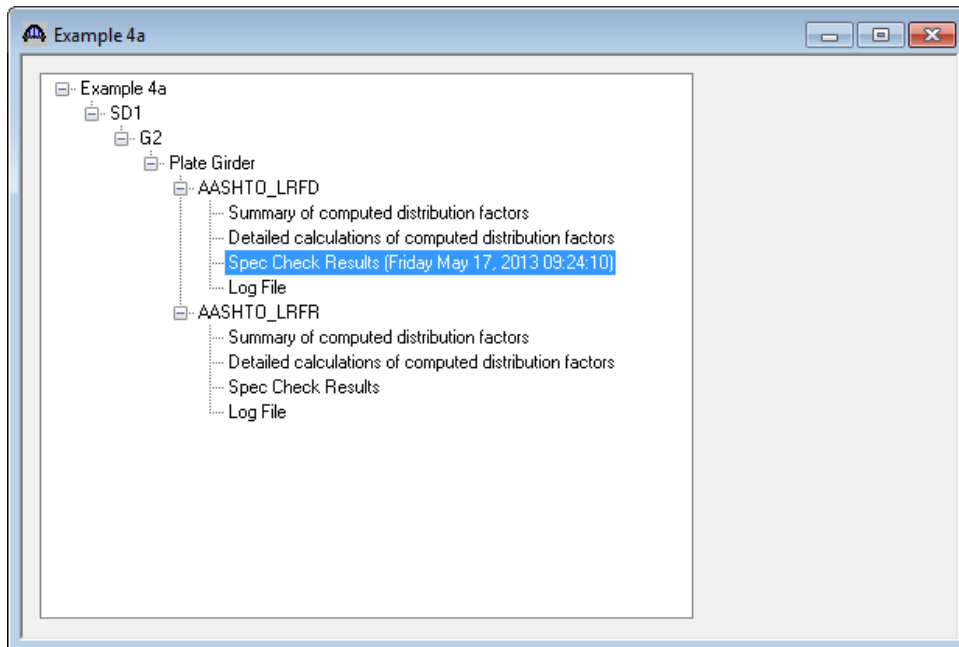 Example 4a
Example 4a
SD1
G2
Plate Girder
AASHTO_LRFD
Summary of computed distribution factors
Detailed calculations of computed distribution factors
Spec Check Results (Friday May 17, 2013 09:24:10)
Log File
AASHTO_LRFR
Summary of computed distribution factors
Detailed calculations of computed distribution factors
Spec Check Results
Log File